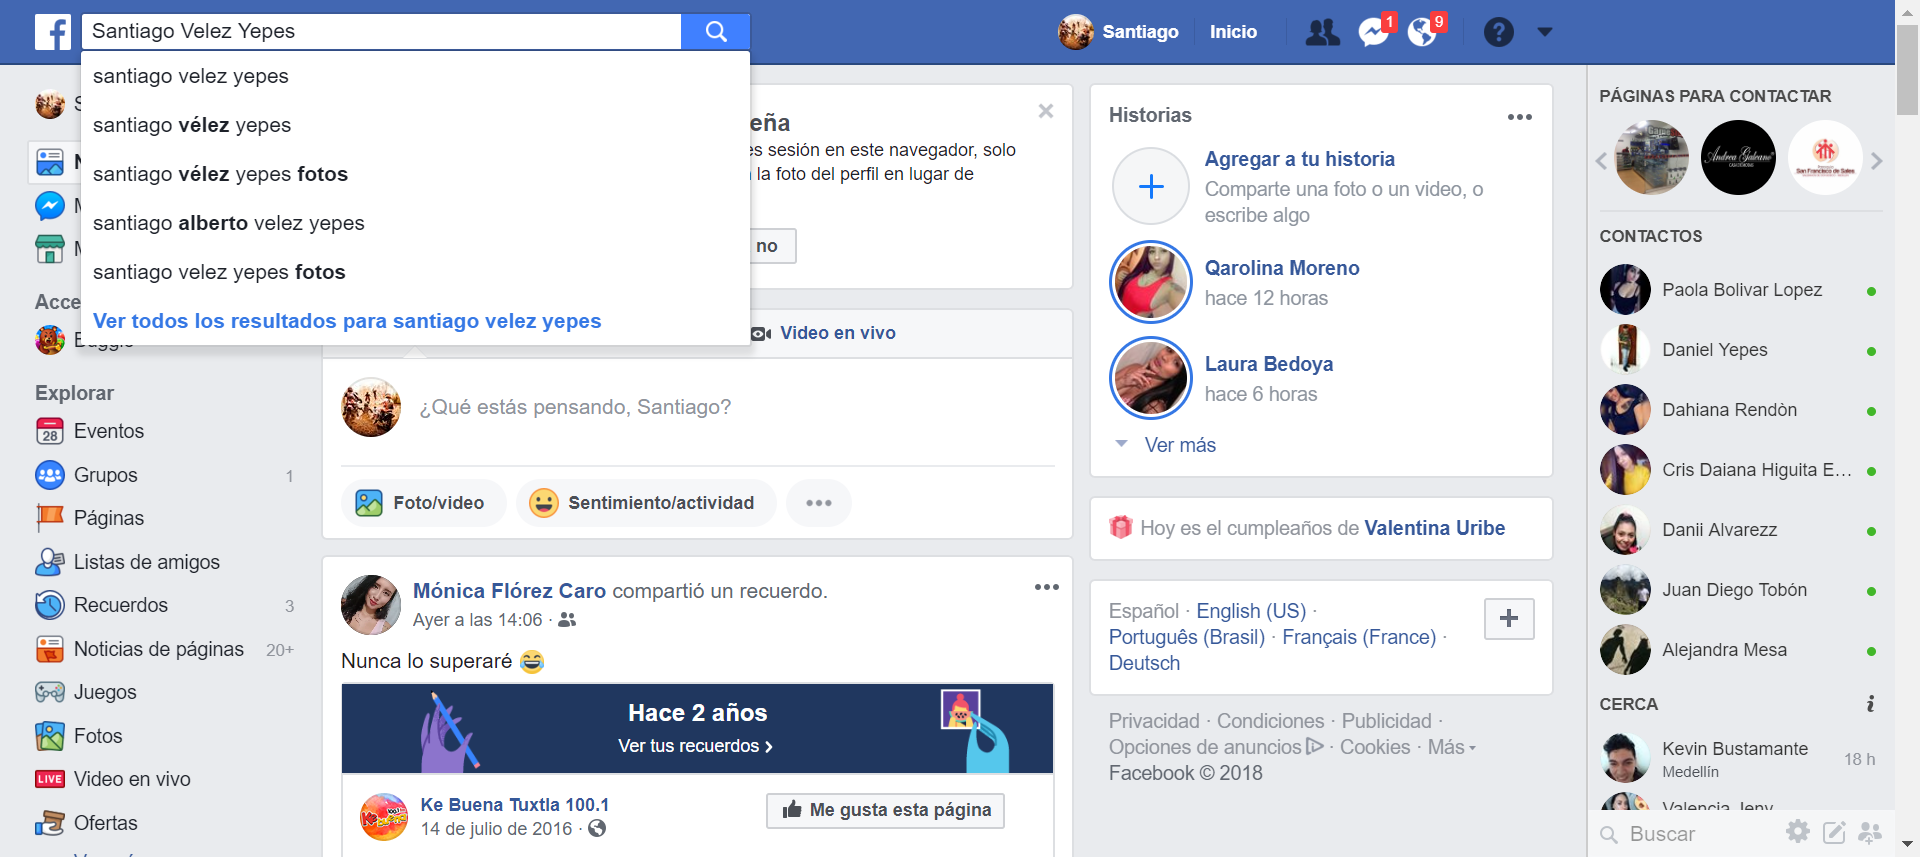 Santiago Velez Yepes
Santiago
Inicio
1
9
santiago velez yepes
santiago vélez yepes
santiago vélez yepes fotos
santiago alberto velez yepes
santiago velez yepes fotos
Ver todos los resultados para santiago velez yepes
Explorar
28
Eventos
Grupos 1
Páginas
Listas de amigos
Recuerdos 3
Noticias de páginas 20+
Juegos
Fotos
LIVE Video en vivo
Ofertas
sesión en este navegador, solo
la foto del perfil en lugar de
no
Video en vivo
¿Qué estás pensando, Santiago?
Foto/video
Sentimiento/actividad
Mónica Flórez Caro compartió un recuerdo.
Ayer a las 14:06 ·
Nunca lo superaré
Hace 2 años
Ver tus recuerdos ›
Ke Buena Tuxtla 100.1
14 de julio de 2016 ·
Me gusta esta página
Historias
Agregar a tu historia
Comparte una foto o un video, o
escribe algo
Qarolina Moreno
hace 12 horas
Laura Bedoya
hace 6 horas
Ver más
Hoy es el cumpleaños de Valentina Uribe
Español · English (US) ·
Português (Brasil) · Français (France) ·
Deutsch
Privacidad · Condiciones · Publicidad ·
Opciones de anuncios · Cookies · Más
Facebook © 2018
PÁGINAS PARA CONTACTAR
Andrea Galeano
San Francisco de Sales
CONTACTOS
Paola Bolivar Lopez
Daniel Yepes
Dahiana Rendòn
Cris Daiana Higuita E...
Danii Alvarezz
Juan Diego Tobón
Alejandra Mesa
CERCA
Kevin Bustamante
Medellín
18 h
Valencia Jeny
Buscar